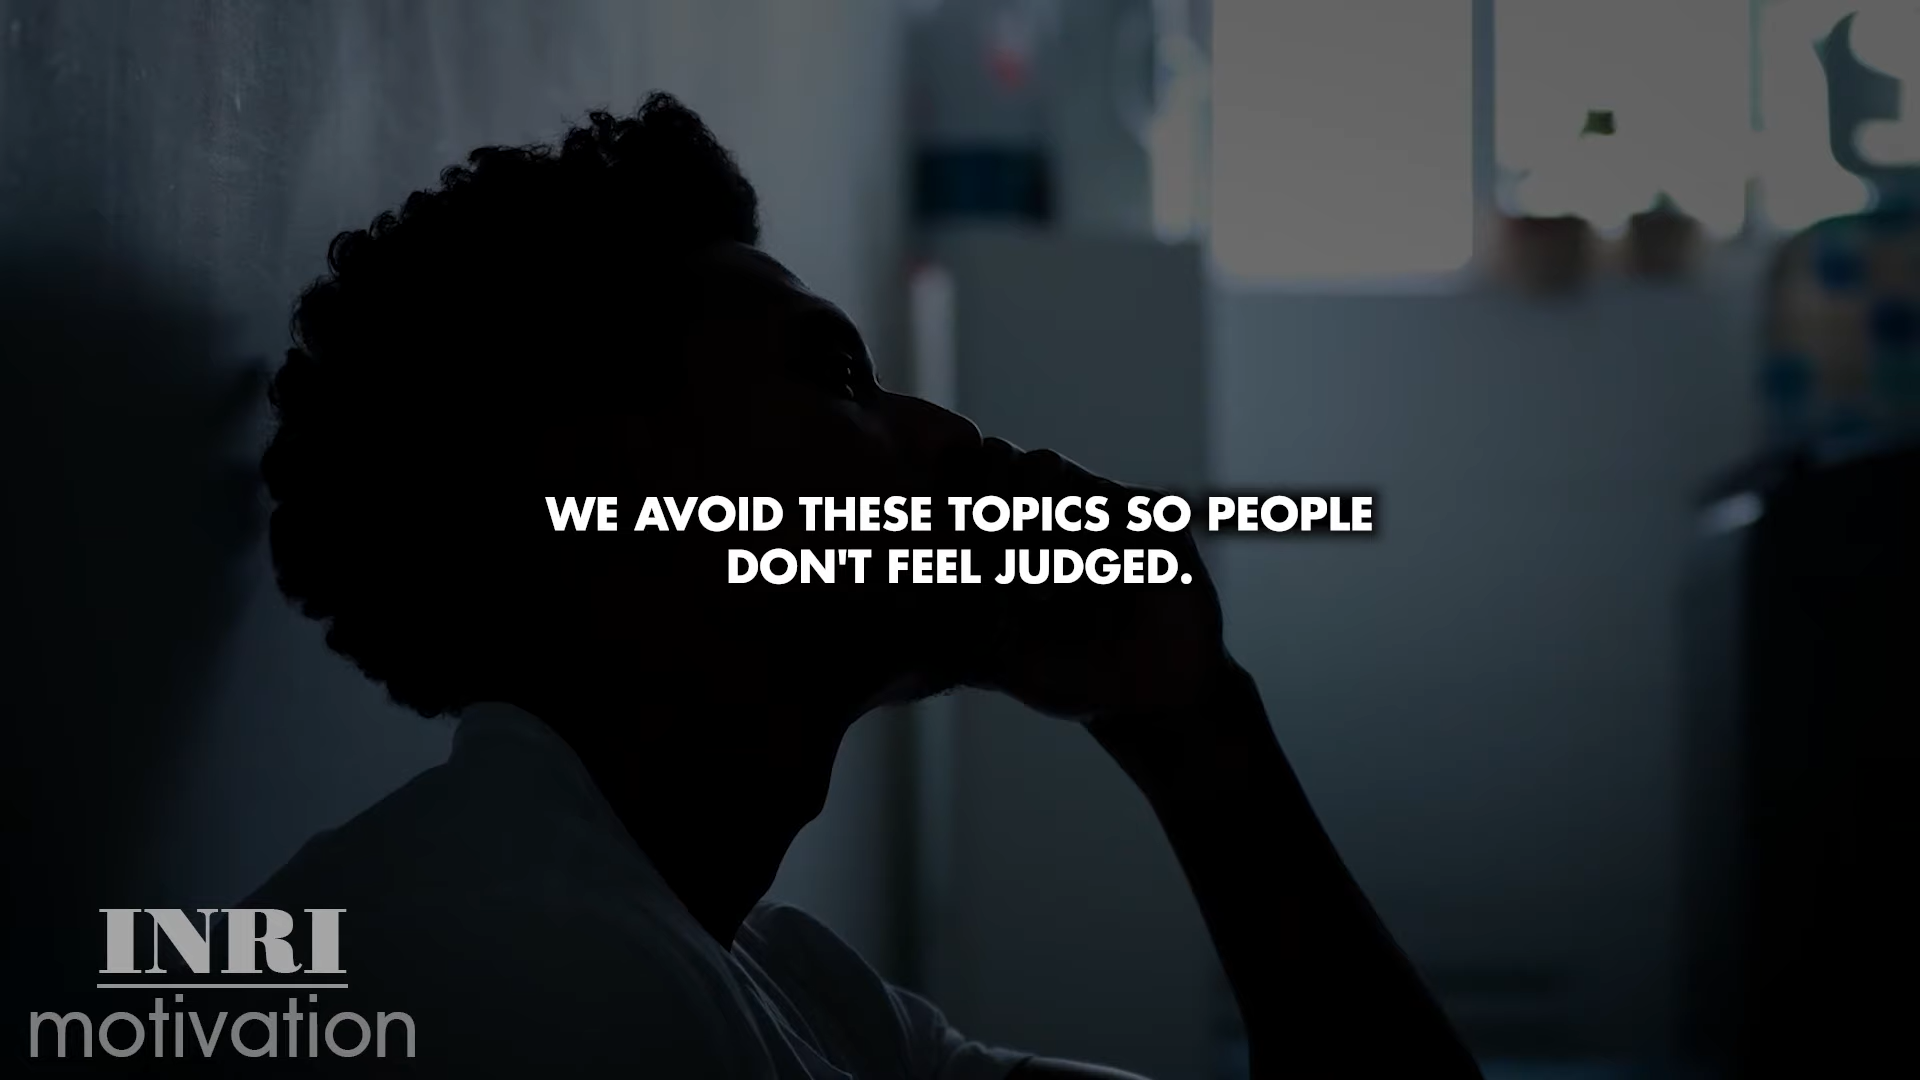 WE AVOID THESE TOPICS SO PEOPLE
DON'T FEEL JUDGED.
INRI
motivation